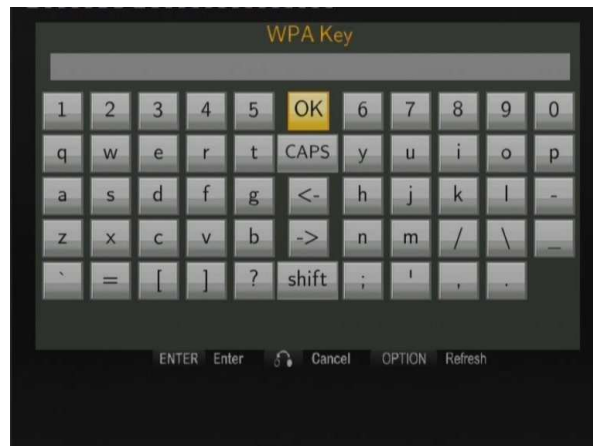 WPA Key
1 2 3 4 5 OK 6 7 8 9 0
q w e r t CAPS y u i o p
a s d f g <- h j k l -
z x c v b -> n m / \ _
` = [ ] ? shift ; ' , .
ENTER Enter Cancel OPTION Refresh